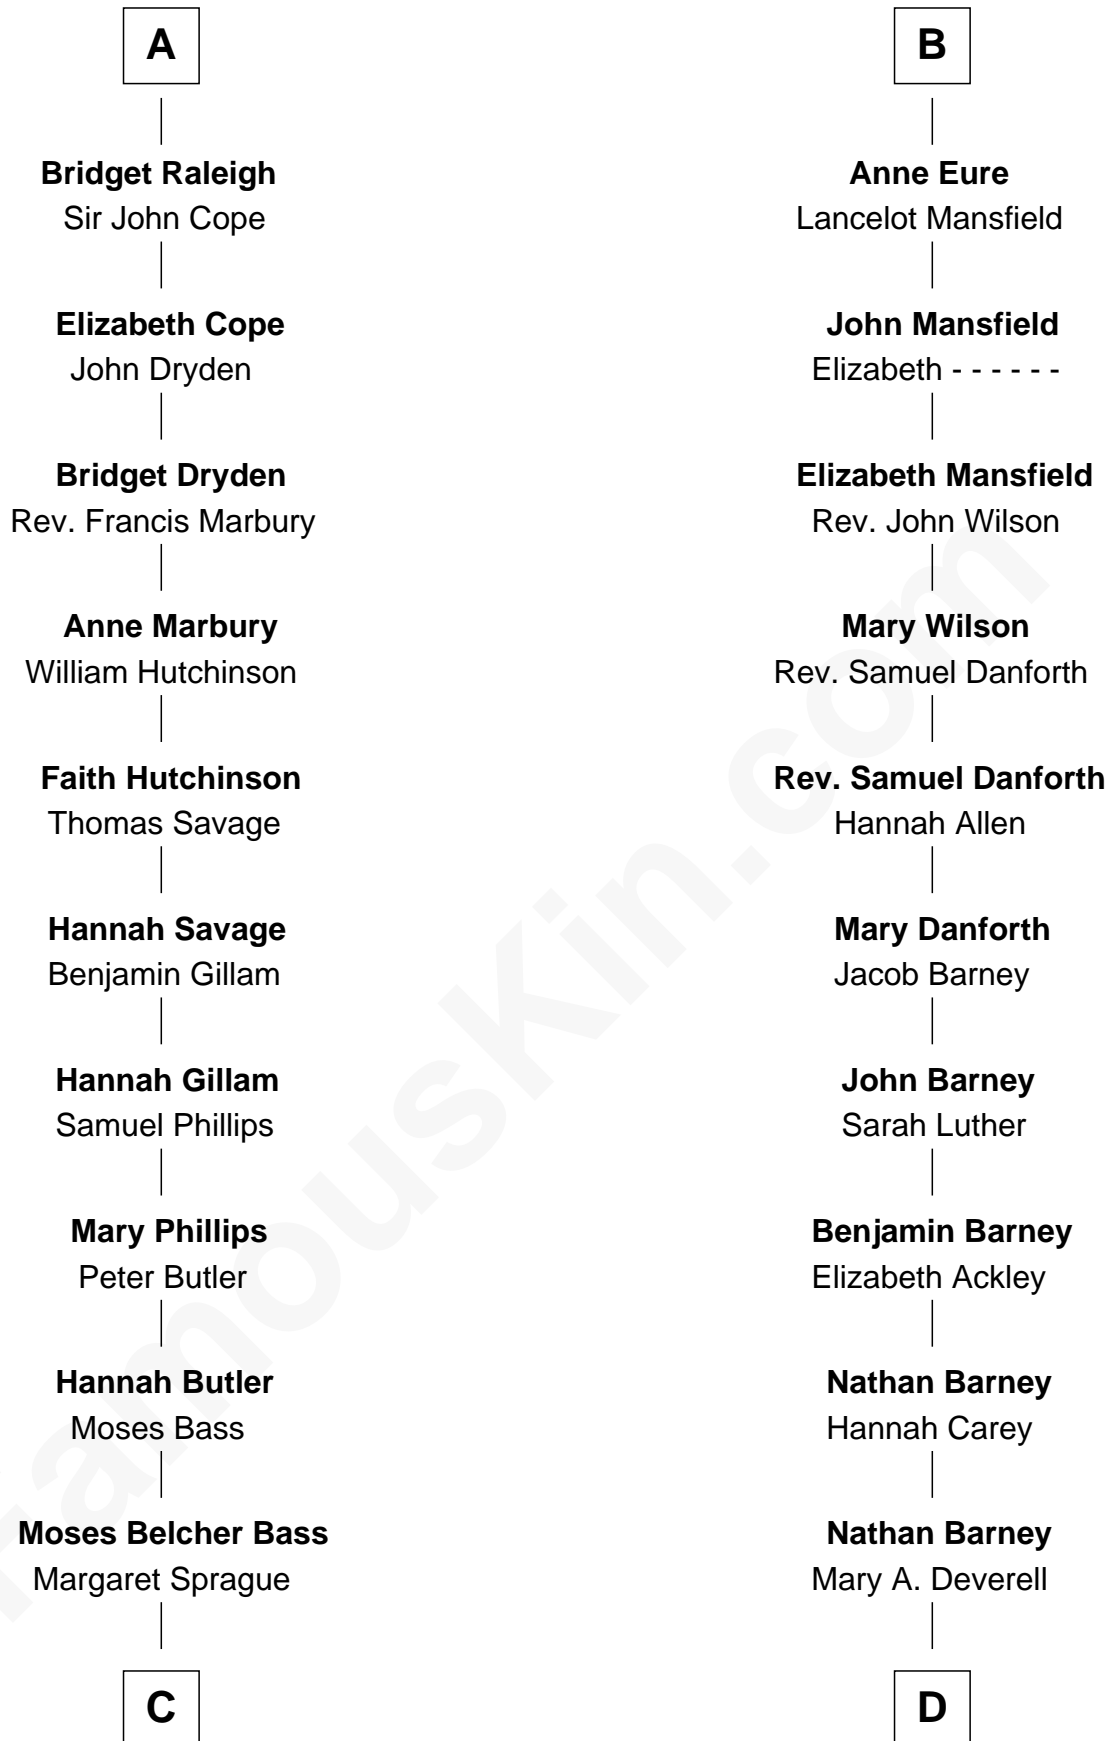 A
Bridget Raleigh
Sir John Cope
Elizabeth Cope
John Dryden
Bridget Dryden
Rev. Francis Marbury
Anne Marbury
William Hutchinson
Faith Hutchinson
Thomas Savage
Hannah Savage
Benjamin Gillam
Hannah Gillam
Samuel Phillips
Mary Phillips
Peter Butler
Hannah Butler
Moses Bass
Moses Belcher Bass
Margaret Sprague
C
B
Anne Eure
Lancelot Mansfield
John Mansfield
Elizabeth - - - - - -
Elizabeth Mansfield
Rev. John Wilson
Mary Wilson
Rev. Samuel Danforth
Rev. Samuel Danforth
Hannah Allen
Mary Danforth
Jacob Barney
John Barney
Sarah Luther
Benjamin Barney
Elizabeth Ackley
Nathan Barney
Hannah Carey
Nathan Barney
Mary A. Deverell
D
FamousKin.com